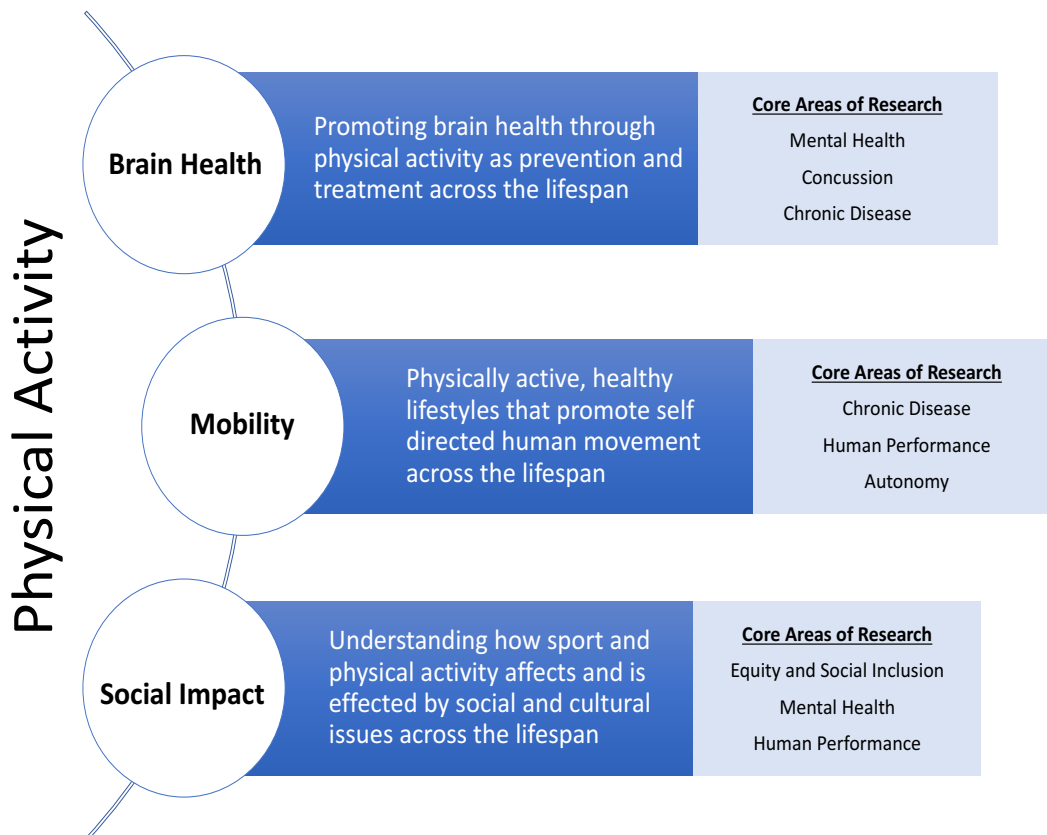 Physical Activity
Brain Health
Promoting brain health through
physical activity as prevention and
treatment across the lifespan
Core Areas of Research
Mental Health
Concussion
Chronic Disease
Mobility
Physically active, healthy
lifestyles that promote self
directed human movement
across the lifespan
Core Areas of Research
Chronic Disease
Human Performance
Autonomy
Social Impact
Understanding how sport and
physical activity affects and is
effected by social and cultural
issues across the lifespan
Core Areas of Research
Equity and Social Inclusion
Mental Health
Human Performance